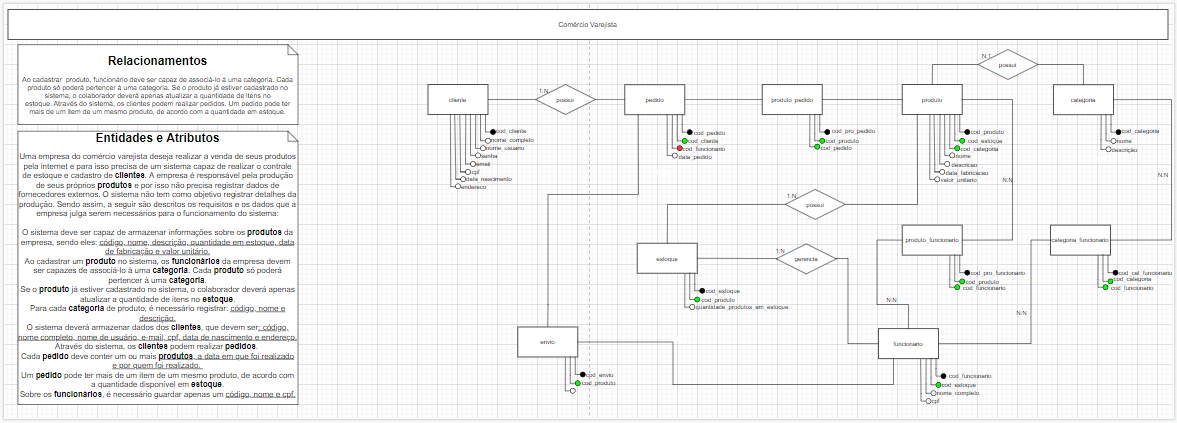 Comércio Varejista
Relacionamentos
Ao cadastrar produto, funcionário deve ser capaz de associá-lo à uma categoria. Cada
produto só poderá pertencer à uma categoria. Se o produto já estiver cadastrado no
sistema, o colaborador deverá apenas atualizar a quantidade de itens no
estoque. Através do sistema, os clientes podem realizar pedidos. Um pedido pode ter
mais de um item de um mesmo produto, de acordo com a quantidade em estoque.
Entidades e Atributos
Uma empresa do comércio varejista deseja realizar a venda de seus produtos
pela internet e para isso precisa de um sistema capaz de realizar o controle
de estoque e cadastro de clientes. A empresa é responsável pela produção
de seus próprios produtos e por isso não precisa registrar dados de
fornecedores externos. O sistema não tem como objetivo registrar detalhes da
produção. Sendo assim, a seguir são descritos os requisitos e os dados que a
empresa julga serem necessários para o funcionamento do sistema:
O sistema deve ser capaz de armazenar informações sobre os produtos da
empresa, sendo eles: código, nome, descrição, quantidade em estoque, data
de fabricação e valor unitário.
Ao cadastrar um produto no sistema, os funcionários da empresa devem
ser capazes de associá-lo à uma categoria. Cada produto só poderá
pertencer à uma categoria.
Se o produto já estiver cadastrado no sistema, o colaborador deverá apenas
atualizar a quantidade de itens no estoque.
Para cada categoria de produto, é necessário registrar: código, nome e
descrição.
O sistema deverá armazenar dados dos clientes, que devem ser: código,
nome completo, nome de usuário, e-mail, cpf, data de nascimento e endereço.
Através do sistema, os clientes podem realizar pedidos.
Cada pedido deve conter um ou mais produtos, a data em que foi realizado
e por quem foi realizado.
Um pedido pode ter mais de um item de um mesmo produto, de acordo com
a quantidade disponível em estoque.
Sobre os funcionários, é necessário guardar apenas um código, nome e cpf.
cliente
cod_cliente
nome_completo
nome_usuario
senha
email
cpf
data_nascimento
endereco
1:N
possui
pedido
cod_pedido
cod_cliente
cod_funcionario
data_pedido
produto_pedido
cod_pro_pedido
cod_produto
cod_pedido
produto
cod_produto
cod_estoque
cod_categoria
nome
descricao
data_fabricacao
valor_unitario
N:1
possui
categoria
cod_categoria
nome
descrição
N:N
N:N
1:N
possui
estoque
cod_estoque
cod_produto
quantidade_produtos_em_estoque
1:N
gerencia
produto_funcionario
cod_pro_funcionario
cod_produto
cod_funcionario
categoria_funcionario
cod_cat_funcionario
cod_categoria
cod_funcionario
N:N
N:N
envio
cod_envio
cod_produto
funcionario
cod_funcionario
cod_estoque
nome_completo
cpf